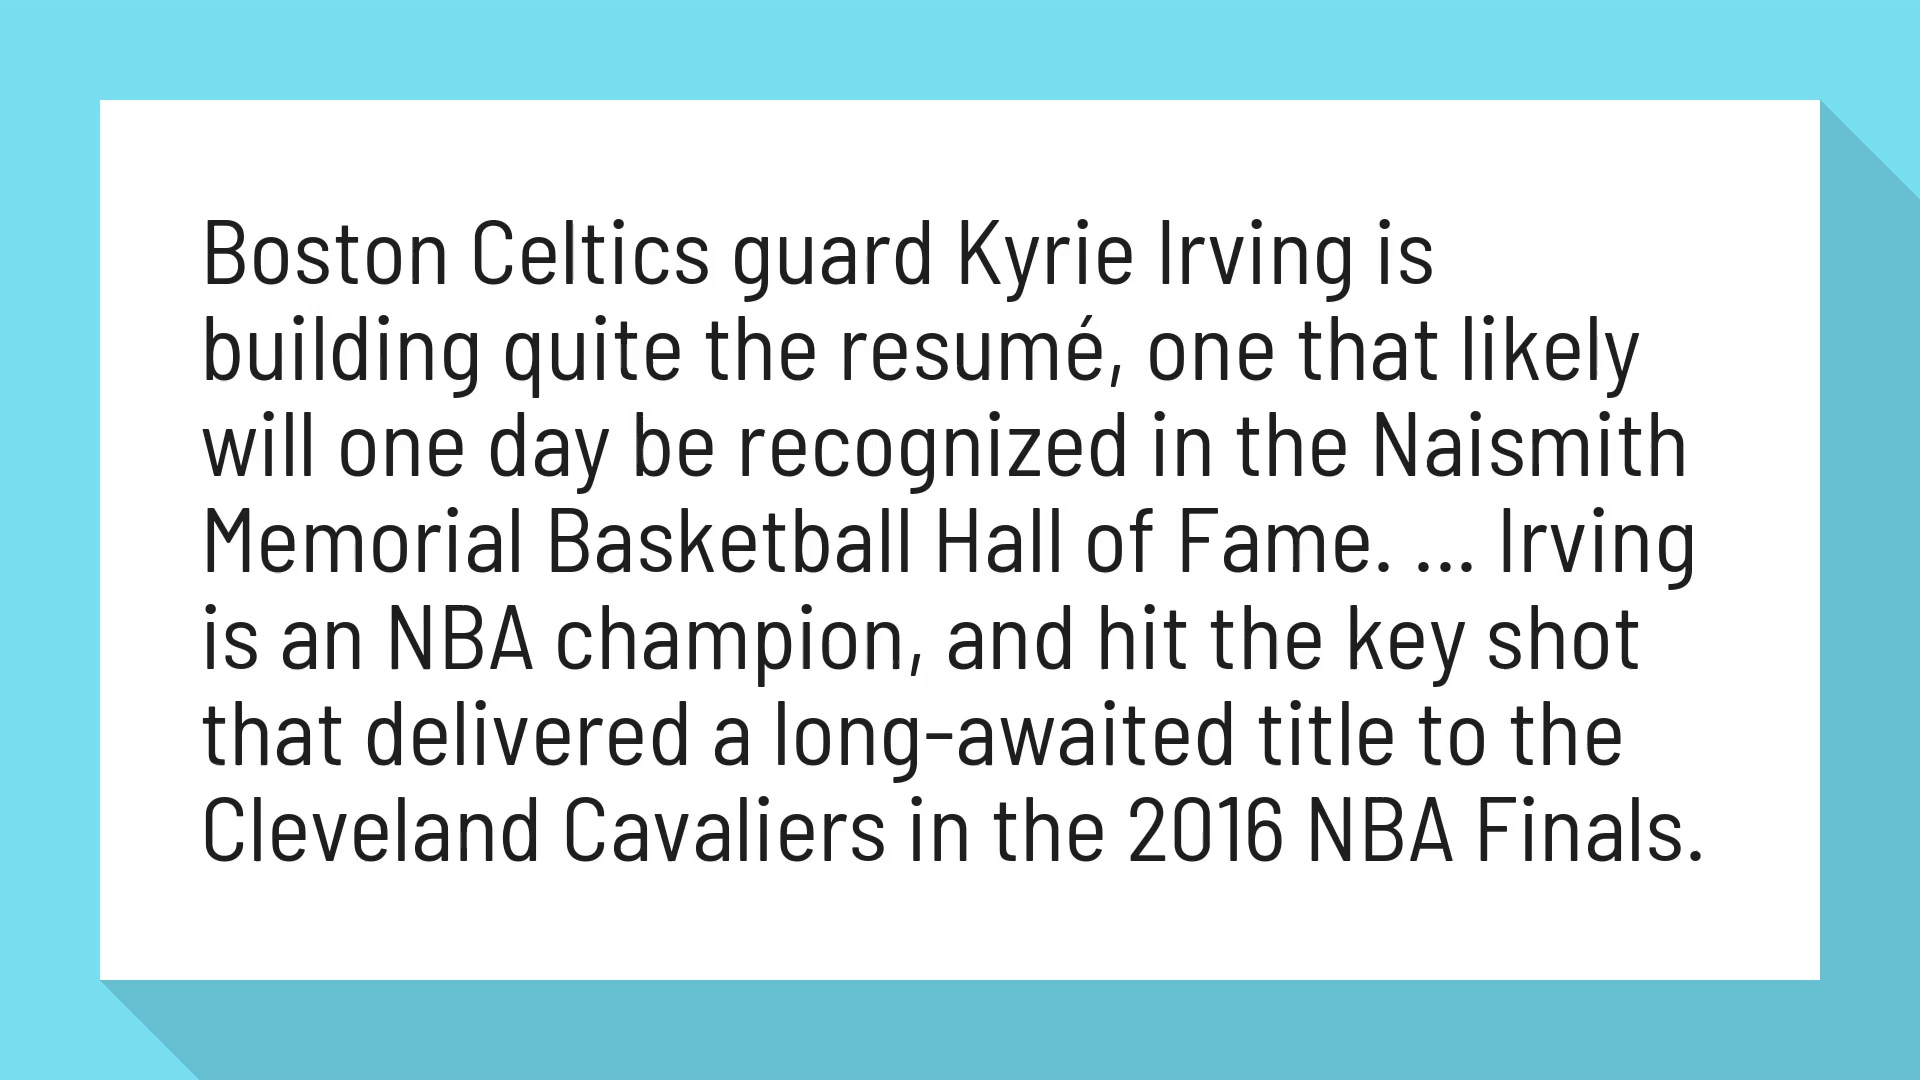 Boston Celtics guard Kyrie Irving is
building quite the resumé, one that likely
will one day be recognized in the Naismith
Memorial Basketball Hall of Fame. ... Irving
is an NBA champion, and hit the key shot
that delivered a long-awaited title to the
Cleveland Cavaliers in the 2016 NBA Finals.